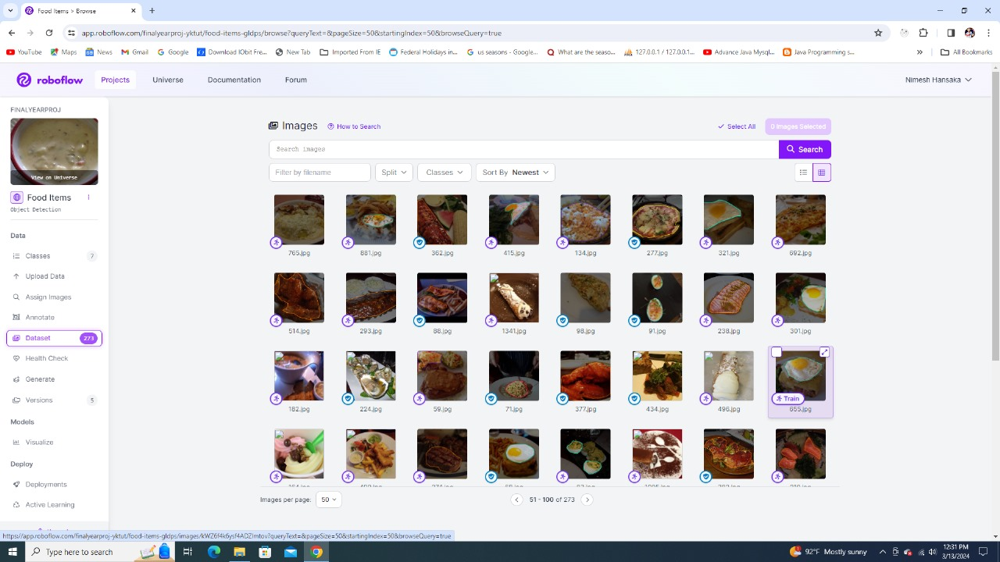 Food Items > Browse
app.roboflow.com/finalyearproj-yktut/food-items-gldps/browse?queryText=&pageSize=50&startingIndex=50&browseQuery=true
YouTube Maps News Gmail Google Download IObit Fre... New Tab Imported From IE Federal Holidays in... us seasons - Google... What are the seaso... 127.0.0.1 / 127.0.0.1... Advance Java Mysql... Java Programming s... » All Bookmarks
roboflow Projects Universe Documentation Forum Nimesh Hansaka
FINALYEARPROJ
View on Universe
Food Items
Object Detection
Data
Classes 7
Upload Data
Assign Images
Annotate
Dataset 273
Health Check
Generate
Versions 5
Models
Visualize
Deploy
Deployments
Active Learning
Images How to Search Select All 0 Images Selected
Search images Search
Filter by filename Split Classes Sort By Newest
765.jpg 881.jpg 362.jpg 415.jpg 134.jpg 277.jpg 321.jpg 692.jpg
514.jpg 293.jpg 88.jpg 1341.jpg 98.jpg 91.jpg 238.jpg 301.jpg
Train
182.jpg 224.jpg 59.jpg 71.jpg 377.jpg 434.jpg 496.jpg 655.jpg
Images per page: 50 51 - 100 of 273
https://app.roboflow.com/finalyearproj-yktut/food-items-gldps/images/kWZ6f4k6ysf4ADZlmtov?queryText=&pageSize=50&startingIndex=50&browseQuery=true
Type here to search
92°F Mostly sunny
12:31 PM
3/13/2024